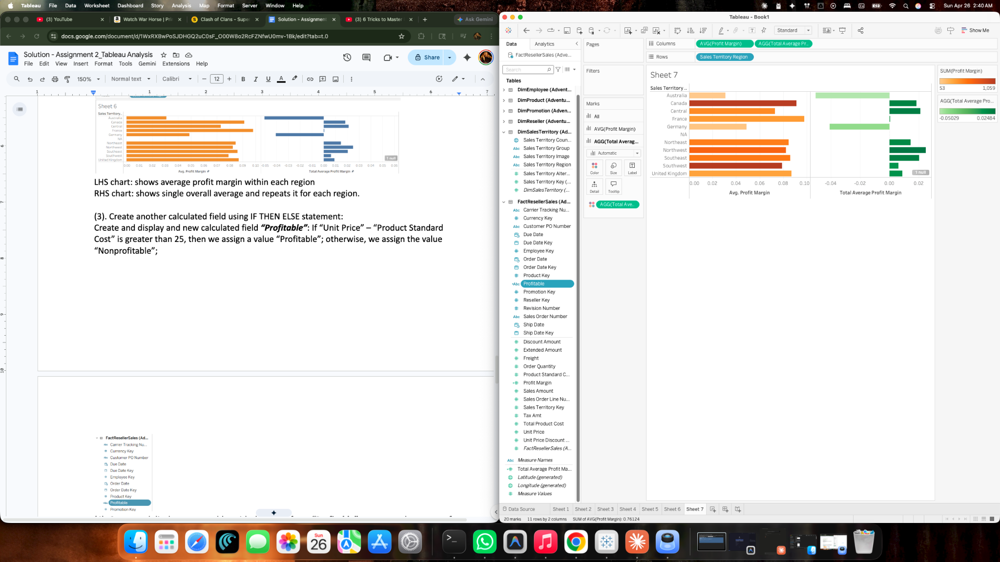 Tableau File Data Worksheet Dashboard Story Analysis Map Format Server Window Help
Sun Apr 26 2:40 AM
(3) YouTube
Watch War Horse | Pri
Clash of Clans - Supe
Solution - Assignment
(3) 6 Tricks to Master
Ask Gemini
docs.google.com/document/d/1WxRXBwPoSJDHGQ2uC0sF_O00W8o2RcFZNfwU0mv-1Bk/edit?tab=t.0
Solution - Assignment 2_Tableau Analysis
File Edit View Insert Format Tools Gemini Extensions Help
Share
150% Normal text Calibri 12
Sheet 6
Sales Territory..
Australia
Canada
Central
France
Germany
NA
Northeast
Northwest
Southeast
Southwest
United Kingdom
1 null
0.00 0.01 0.02 0.03 0.04 0.05 0.06 0.07 0.08 0.09 0.10 -0.05 -0.04 -0.03 -0.02 -0.01 0.00 0.01 0.02 0.03 0.04 0.05 0.06
Avg. Profit Margin
Total Average Profit Margin
LHS chart: shows average profit margin within each region
RHS chart: shows single overall average and repeats it for each region.
(3). Create another calculated field using IF THEN ELSE statement:
Create and display and new calculated field “Profitable”: If “Unit Price” – “Product Standard
Cost” is greater than 25, then we assign a value “Profitable”; otherwise, we assign the value
“Nonprofitable”;
FactResellerSales (Ad...
Carrier Tracking Nu...
Currency Key
Customer PO Number
Due Date
Due Date Key
Employee Key
Order Date
Order Date Key
Product Key
Profitable
Promotion Key
Tableau - Book1
Standard
Show Me
Data Analytics
FactResellerSales (Adve...
Search
Tables
DimEmployee (Advent...
DimProduct (Adventu...
DimPromotion (Adven...
DimReseller (Adventu...
DimSalesTerritory (Ad...
Sales Territory Coun...
Sales Territory Group
Sales Territory Image
Sales Territory Region
Sales Territory Alter...
Sales Territory Key (...
DimSalesTerritory (...
FactResellerSales (Ad...
Carrier Tracking Nu...
Currency Key
Customer PO Number
Due Date
Due Date Key
Employee Key
Order Date
Order Date Key
Product Key
Profitable
Promotion Key
Reseller Key
Revision Number
Sales Order Number
Ship Date
Ship Date Key
Discount Amount
Extended Amount
Freight
Order Quantity
Product Standard C...
Profit Margin
Sales Amount
Sales Order Line Nu...
Sales Territory Key
Tax Amt
Total Product Cost
Unit Price
Unit Price Discount ...
FactResellerSales (A...
Measure Names
Total Average Profit Ma...
Latitude (generated)
Longitude (generated)
Measure Values
Pages
Filters
Marks
All
AVG(Profit Margin)
AGG(Total Averag...
Automatic
Color Size Label
Detail Tooltip
AGG(Total Ave..
Columns AVG(Profit Margin) AGG(Total Average Pr..
Rows Sales Territory Region
Sheet 7
Sales Territory ..
Australia
Canada
Central
France
Germany
NA
Northeast
Northwest
Southeast
Southwest
United Kingdom
1 null
0.00 0.02 0.04 0.06 0.08 0.10 -0.04 -0.02 0.00 0.02
Avg. Profit Margin
Total Average Profit Margin
SUM(Profit Margin)
53 1,059
AGG(Total Average Pro...
-0.05029 0.02484
Data Source Sheet 1 Sheet 2 Sheet 3 Sheet 4 Sheet 5 Sheet 6 Sheet 7
20 marks 11 rows by 2 columns SUM of AVG(Profit Margin): 0.76124
Sun
26